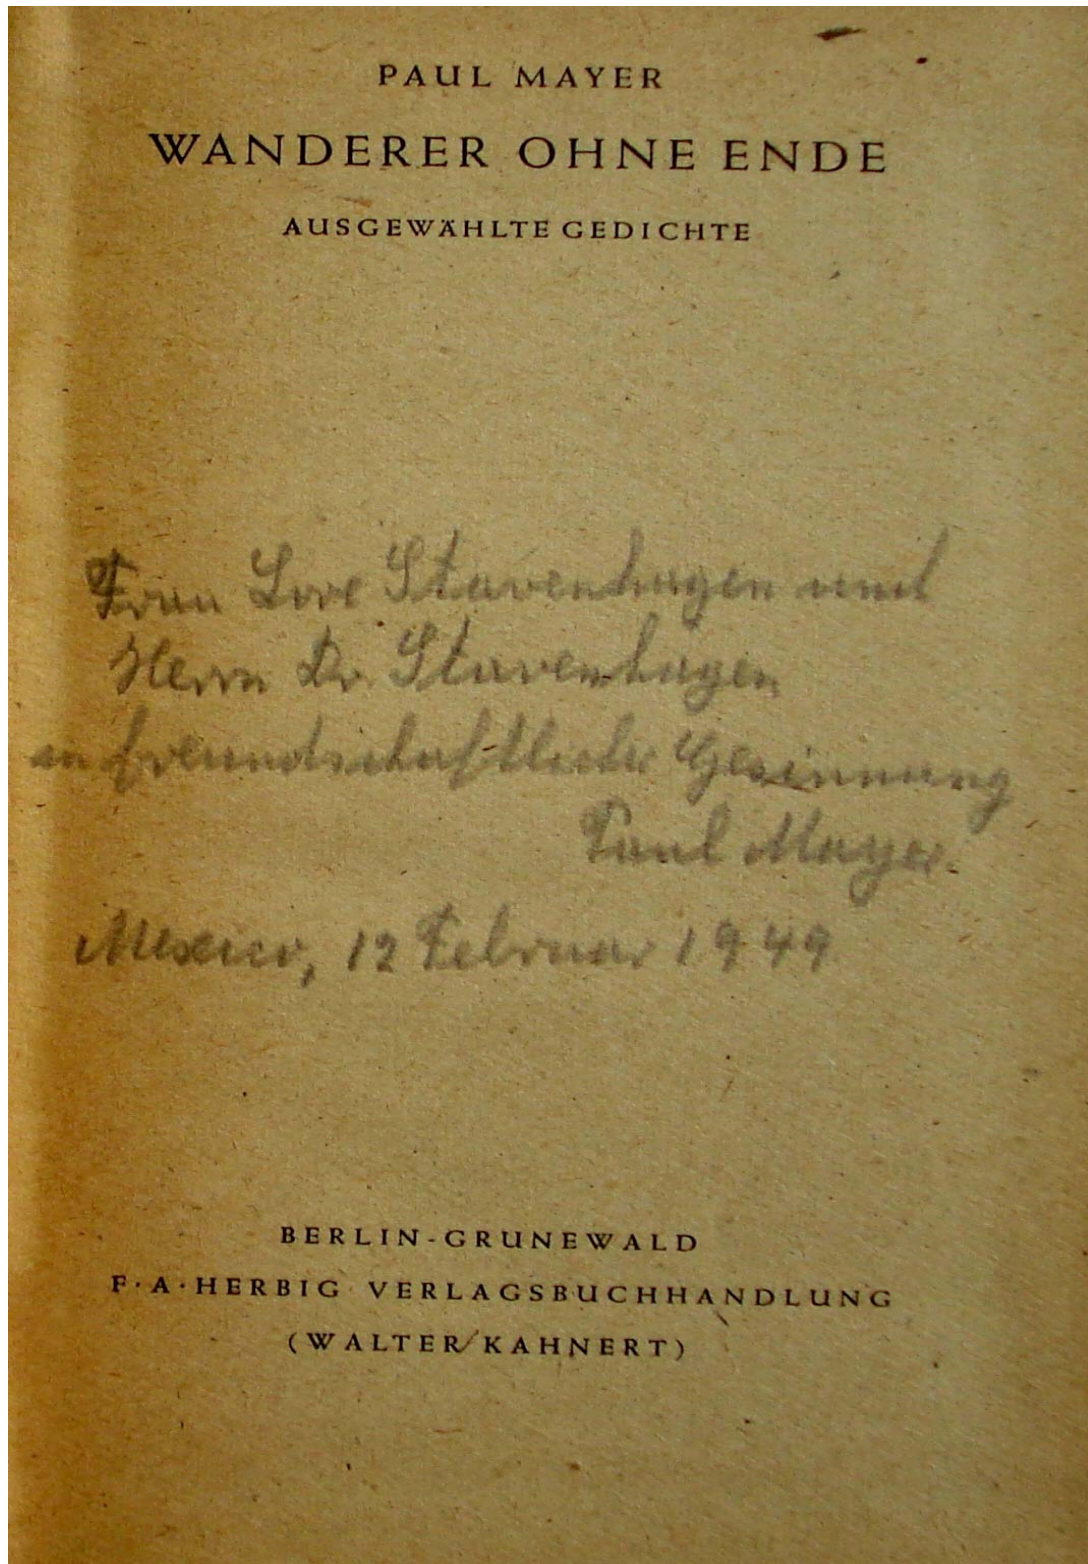 PAUL MAYER
WANDERER OHNE ENDE
AUSGEWÄHLTE GEDICHTE
Frau Lore Stavenhagen und
Herrn Dr. Stavenhagen
in freundschaftlicher Gesinnung
Paul Mayer.
Mexico, 12 Februar 1949
BERLIN-GRUNEWALD
F·A·HERBIG VERLAGSBUCHHANDLUNG
(WALTER KAHNERT)